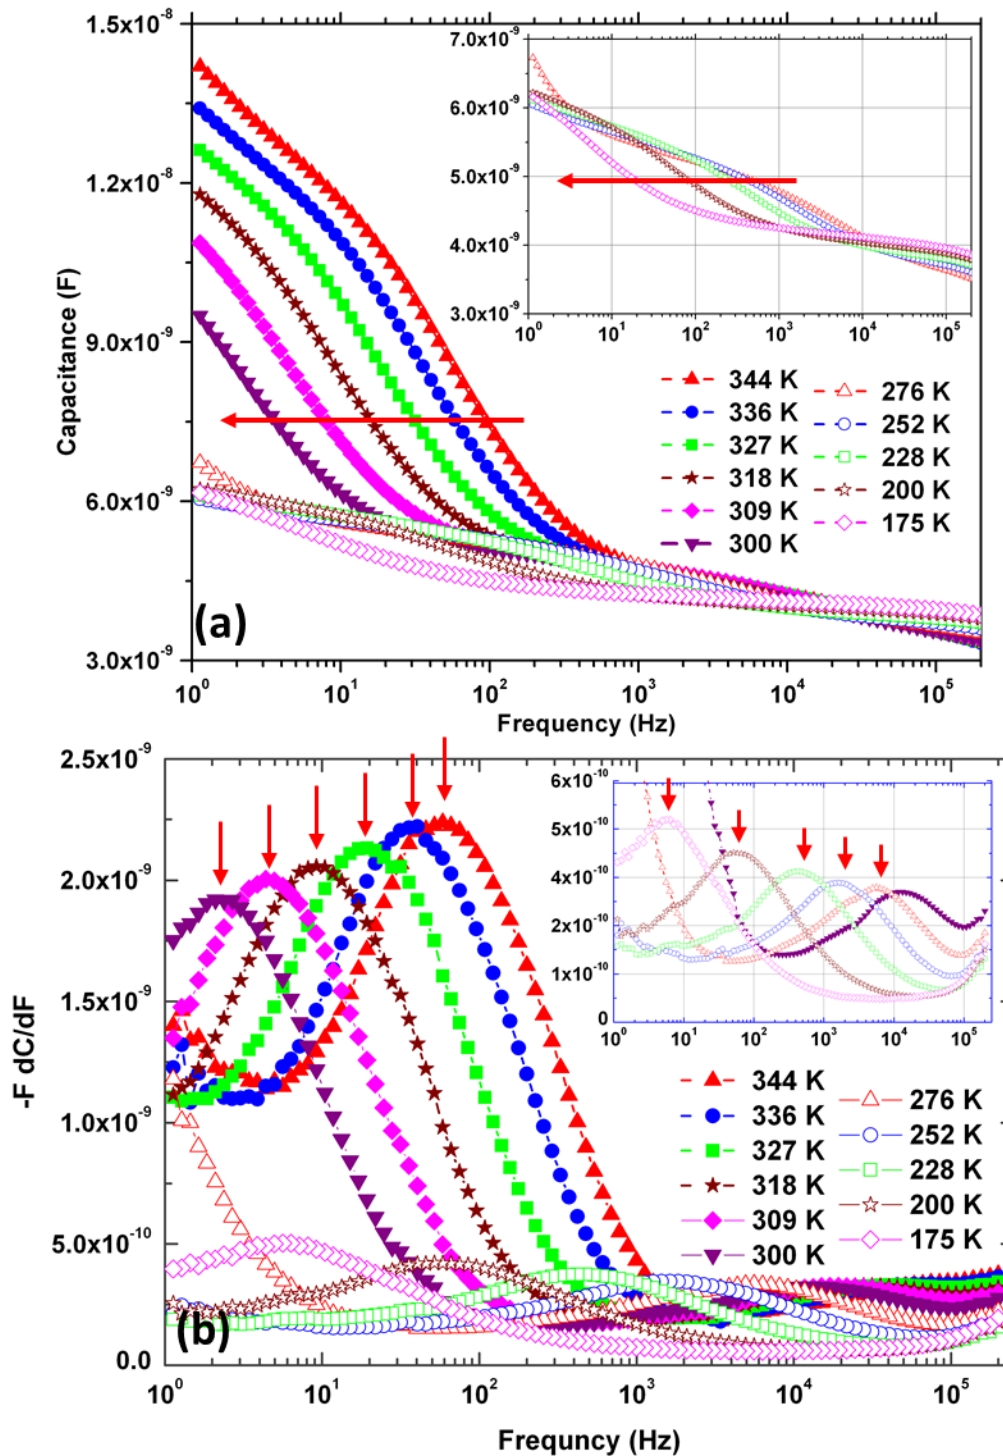 1.5x10⁻⁸
1.2x10⁻⁸
9.0x10⁻⁹
6.0x10⁻⁹
3.0x10⁻⁹
Capacitance (F)
7.0x10⁻⁹
6.0x10⁻⁹
5.0x10⁻⁹
4.0x10⁻⁹
3.0x10⁻⁹
10⁰ 10¹ 10² 10³ 10⁴ 10⁵
344 K
336 K
327 K
318 K
309 K
300 K
276 K
252 K
228 K
200 K
175 K
(a)
10⁰ 10¹ 10² 10³ 10⁴ 10⁵
Frequency (Hz)
2.5x10⁻⁹
2.0x10⁻⁹
1.5x10⁻⁹
1.0x10⁻⁹
5.0x10⁻¹⁰
0.0
-F dC/dF
6x10⁻¹⁰
5x10⁻¹⁰
4x10⁻¹⁰
3x10⁻¹⁰
2x10⁻¹⁰
1x10⁻¹⁰
0
10⁰ 10¹ 10² 10³ 10⁴ 10⁵
344 K
336 K
327 K
318 K
309 K
300 K
276 K
252 K
228 K
200 K
175 K
(b)
10⁰ 10¹ 10² 10³ 10⁴ 10⁵
Frequncy (Hz)